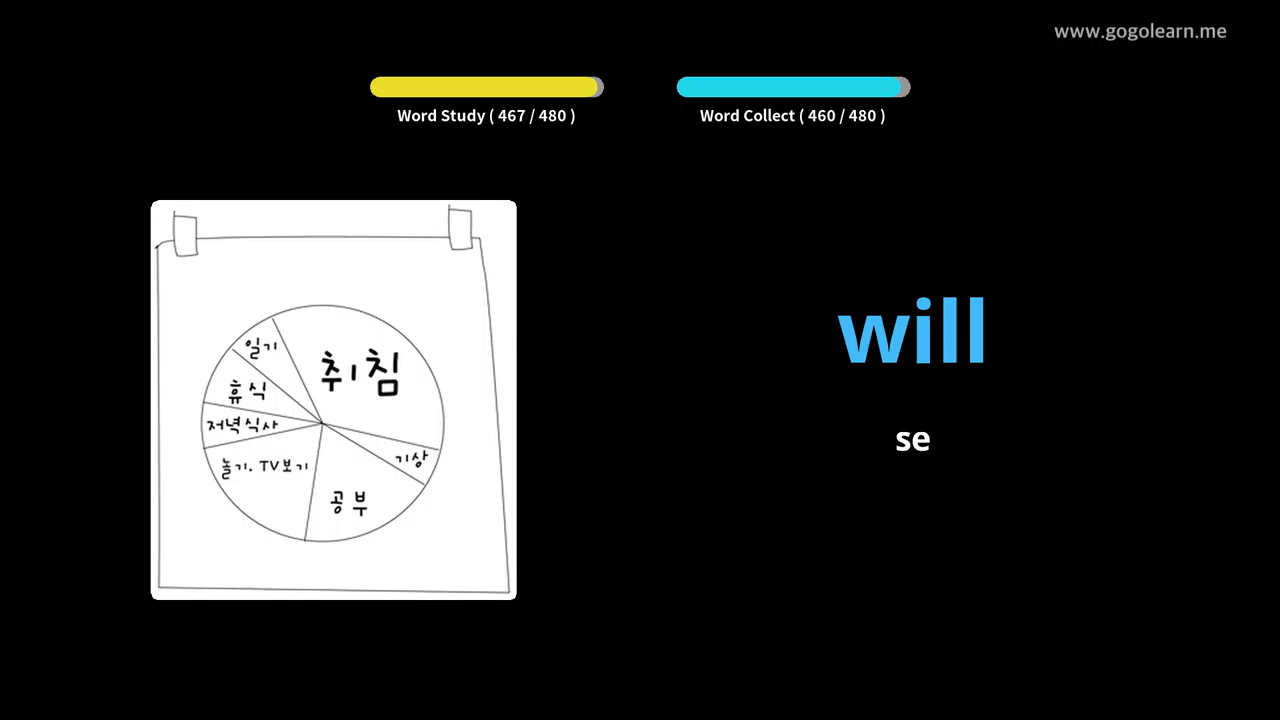 www.gogolearn.me
Word Study ( 467 / 480 )
Word Collect ( 460 / 480 )
일기
취침
휴식
저녁식사
기상
놀기. TV보기
공부
will
se